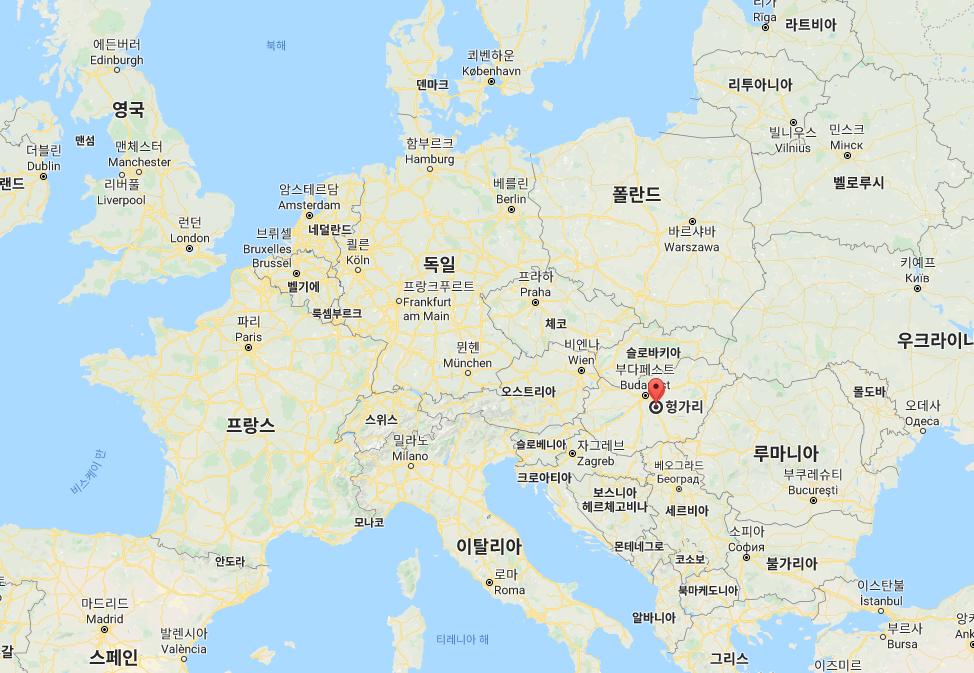 리가
Rīga
라트비아
에든버러
Edinburgh
북해
쾨벤하운
København
덴마크
리투아니아
영국
맨섬
더블린
Dublin
랜드
맨체스터
Manchester
리버풀
Liverpool
함부르크
Hamburg
빌니우스
Vilnius
민스크
Мінск
벨로루시
암스테르담
Amsterdam
베를린
Berlin
폴란드
런던
London
네덜란드
브뤼셀
Bruxelles
Brussel
쾰른
Köln
바르샤바
Warszawa
독일
벨기에
프랑크푸르트
Frankfurt
am Main
프라하
Praha
키예프
Київ
룩셈부르크
파리
Paris
체코
우크라이나
뮌헨
München
비엔나
Wien
슬로바키아
부다페스트
오스트리아
헝가리
몰도바
오데사
Одеса
프랑스
스위스
밀라노
Milano
슬로베니아
자그레브
Zagreb
루마니아
비스케이 만
크로아티아
베오그라드
Београд
부쿠레슈티
București
보스니아
헤르체고비나
세르비아
모나코
이탈리아
몬테네그로
코소보
소피아
София
불가리아
안도라
로마
Roma
북마케도니아
이스탄불
İstanbul
마드리드
Madrid
발렌시아
València
티레니아 해
알바니아
부르사
Bursa
앙카
Ank
갈
스페인
그리스
이즈미르